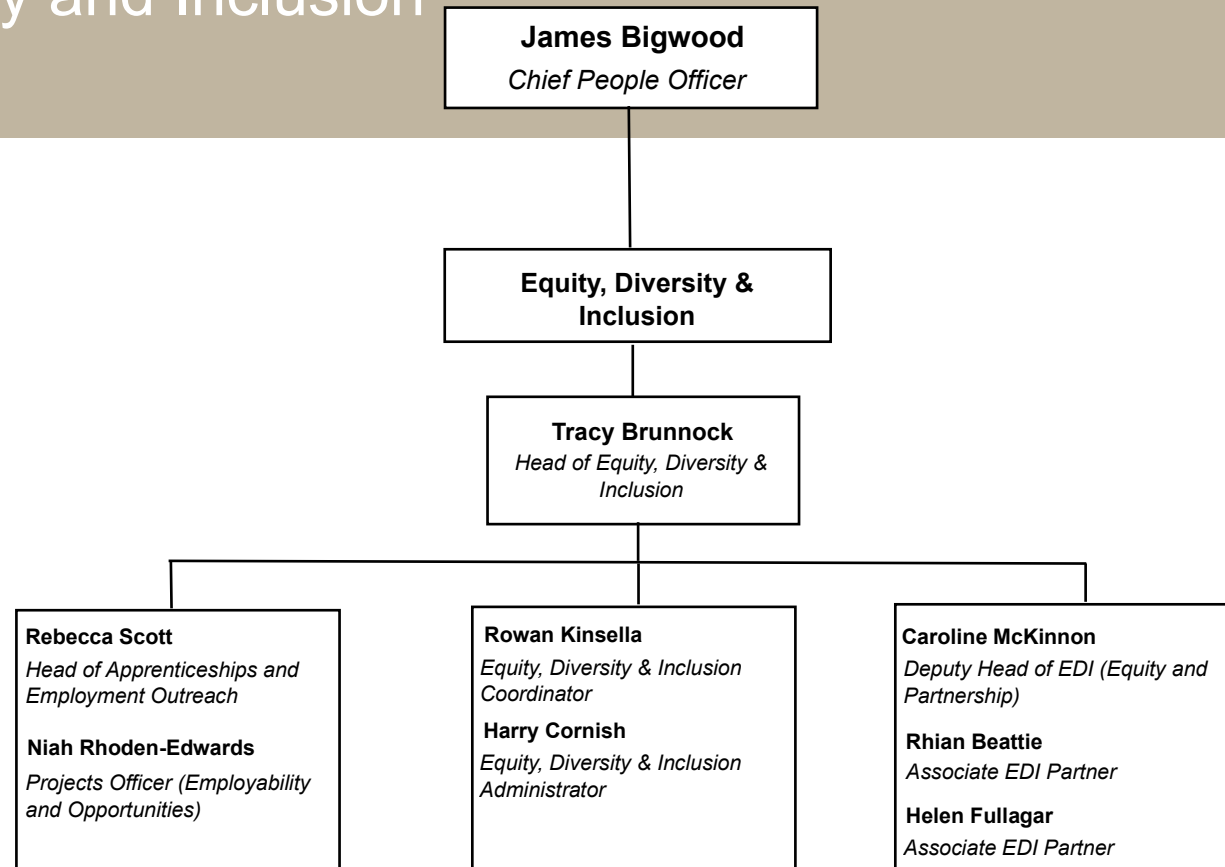 y and Inclusion
James Bigwood
Chief People Officer
Equity, Diversity &
Inclusion
Tracy Brunnock
Head of Equity, Diversity &
Inclusion
Rebecca Scott
Head of Apprenticeships and
Employment Outreach
Niah Rhoden-Edwards
Projects Officer (Employability
and Opportunities)
Rowan Kinsella
Equity, Diversity & Inclusion
Coordinator
Harry Cornish
Equity, Diversity & Inclusion
Administrator
Caroline McKinnon
Deputy Head of EDI (Equity and
Partnership)
Rhian Beattie
Associate EDI Partner
Helen Fullagar
Associate EDI Partner